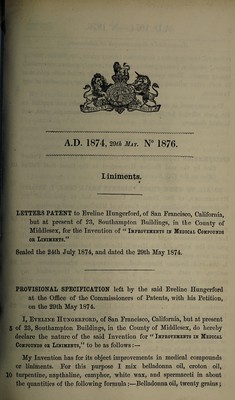 A.D. 1874, 29th MAY. Nº 1876.
Liniments.
LETTERS PATENT to Eveline Hungerford, of San Francisco, California,
but at present of 23, Southampton Buildings, in the County of
Middlesex, for the Invention of "IMPROVEMENTS IN MEDICAL COMPOUNDS
OR LINIMENTS."
Sealed the 24th July 1874, and dated the 29th May 1874.
PROVISIONAL SPECIFICATION left by the said Eveline Hungerford
at the Office of the Commissioners of Patents, with his Petition,
on the 29th May 1874.
I, EVELINE HUNGERFORD, of San Francisco, California, but at present
5 of 23, Southampton Buildings, in the County of Middlesex, do hereby
declare the nature of the said Invention for "IMPROVEMENTS IN MEDICAL
COMPOUNDS OR LINIMENTS," to be as follows:—
My Invention has for its object improvements in medical compounds
or liniments. For this purpose I mix belladonna oil, croton oil,
10 turpentine, napthaline, camphor, white wax, and spermaceti in about
the quantities of the following formula:—Belladonna oil, twenty grains;